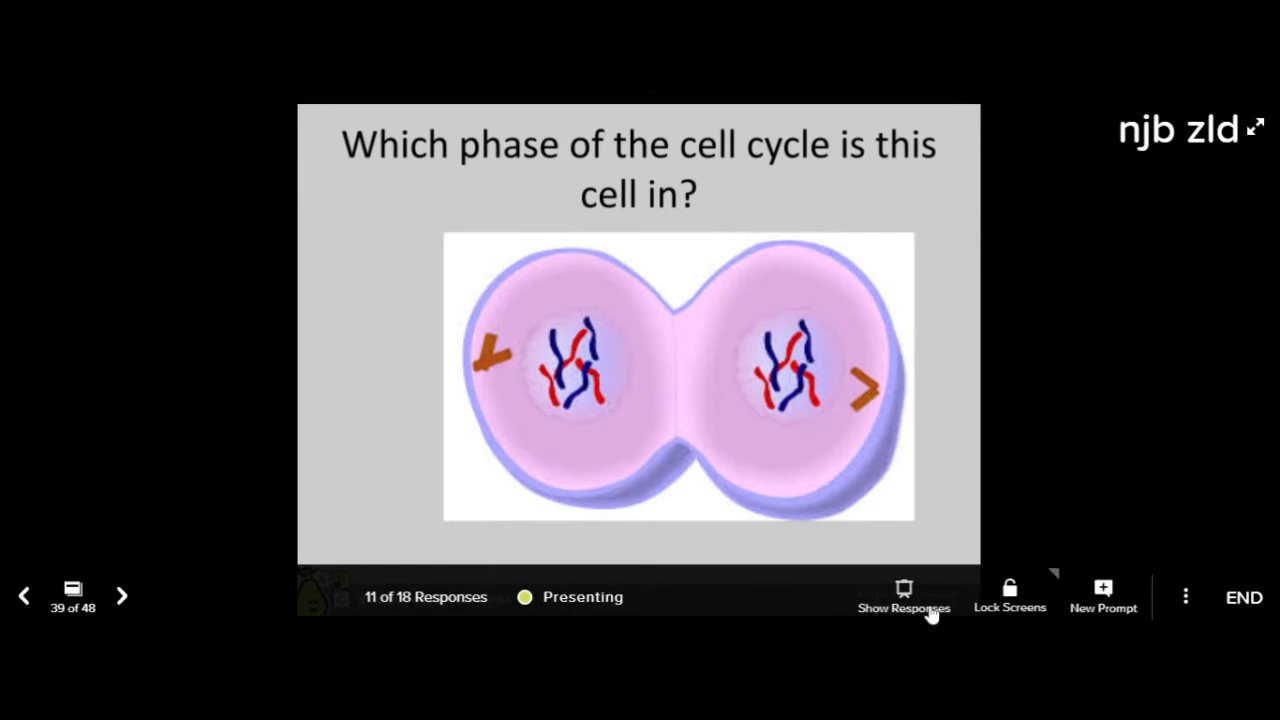 njb zld
Which phase of the cell cycle is this
cell in?
39 of 48
11 of 18 Responses
Presenting
Show Responses
Lock Screens
New Prompt
END